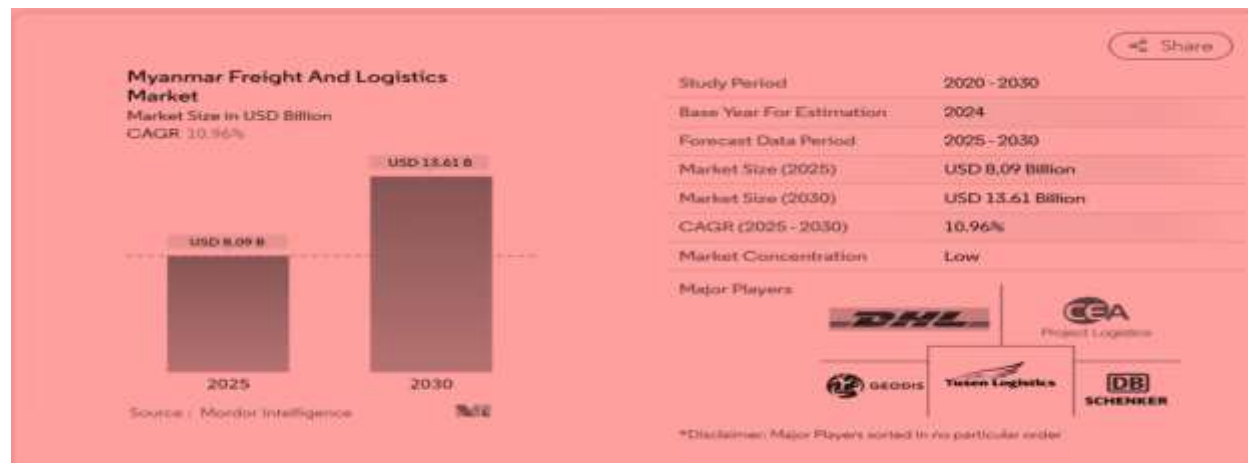 Share
Myanmar Freight And Logistics
Market
Market Size in USD Billion
CAGR 10.96%
USD 13.61 B
USD 8.09 B
2025
2030
Source : Mordor Intelligence
Study Period 2020 - 2030
Base Year For Estimation 2024
Forecast Data Period 2025 - 2030
Market Size (2025) USD 8.09 Billion
Market Size (2030) USD 13.61 Billion
CAGR (2025 - 2030) 10.96%
Market Concentration Low
Major Players
DHL
CEA
Project Logistics
GEODIS
Yusen Logistics
DB
SCHENKER
*Disclaimer: Major Players sorted in no particular order